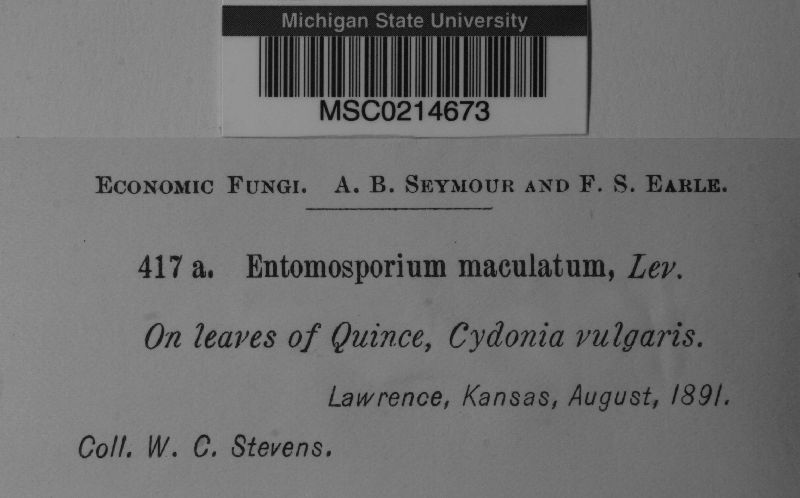 Michigan State University
MSC0214673
Economic Fungi. A. B. Seymour and F. S. Earle.
417 a. Entomosporium maculatum, Lev.
On leaves of Quince, Cydonia vulgaris.
Lawrence, Kansas, August, 1891.
Coll. W. C. Stevens.